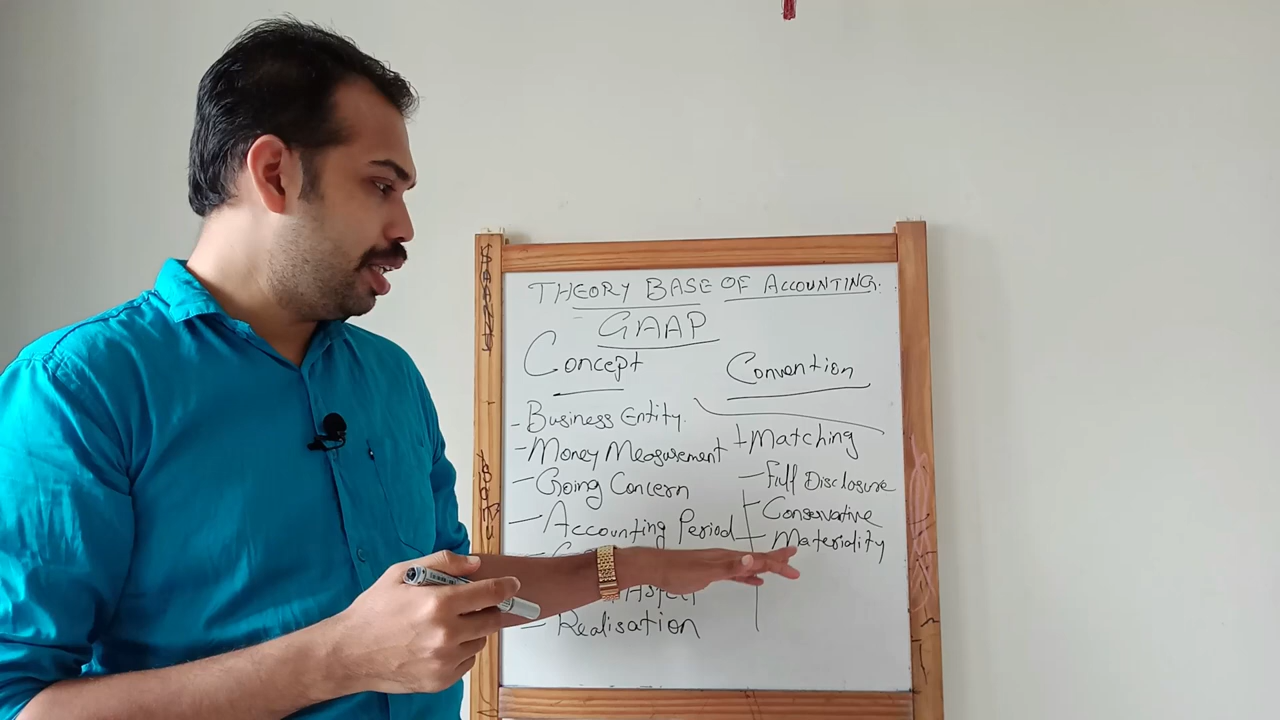 THEORY BASE OF ACCOUNTING.
GAAP
Concept
- Business Entity.
- Money Measurement
- Going Concern
- Accounting Period
Aspect
- Realisation
Convention
- Matching
- Full Disclosure
- Conservative
- Materiality